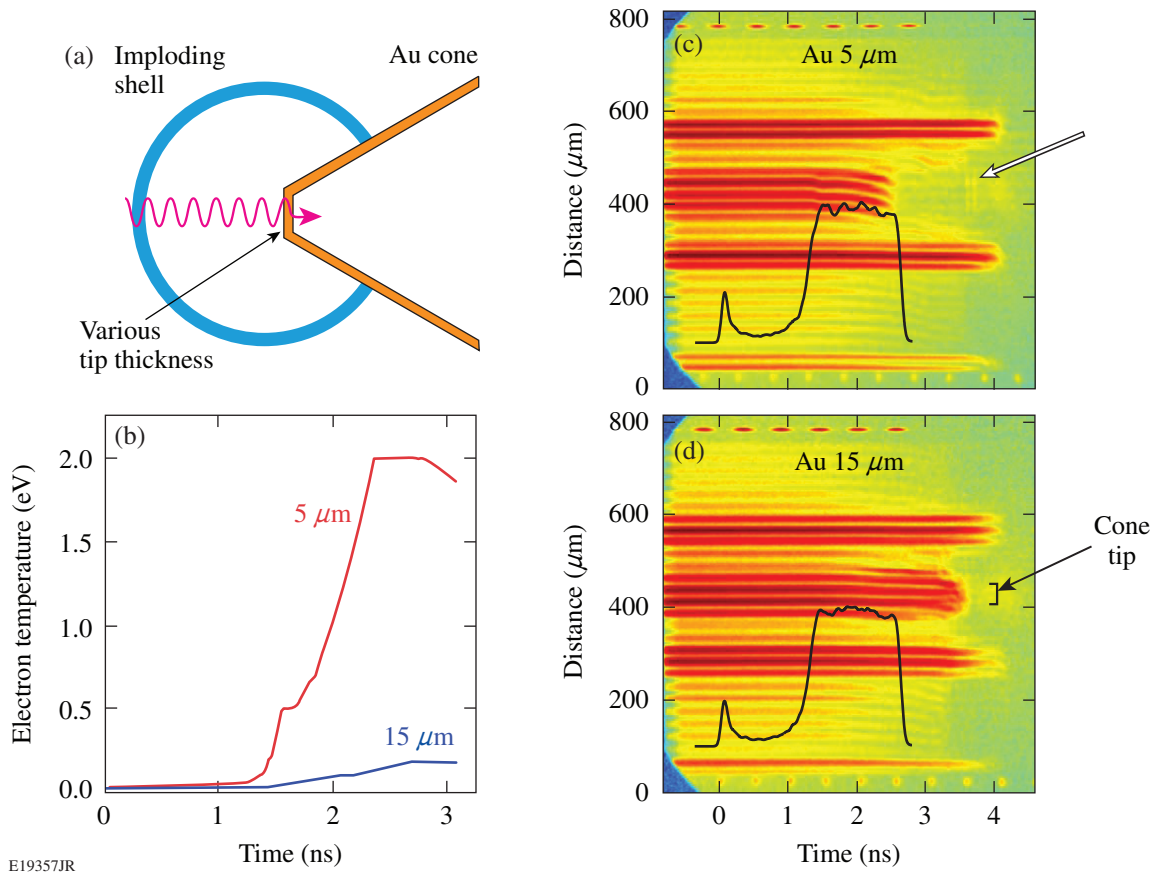 (a)
Imploding
shell
Au cone
Various
tip thickness
(b)
Electron temperature (eV)
2.0
1.5
1.0
0.5
0.0
5 μm
15 μm
0 1 2 3
Time (ns)
(c)
Au 5 μm
Distance (μm)
800
600
400
200
0
(d)
Au 15 μm
Cone
tip
Distance (μm)
800
600
400
200
0
0 1 2 3 4
Time (ns)
E19357JR